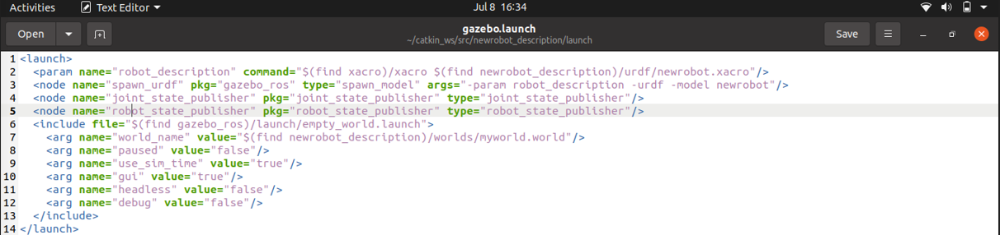 Activities Text Editor Jul 8 16:34
Open gazebo.launch Save
~/catkin_ws/src/newrobot_description/launch
1 <launch>
2   <param name="robot_description" command="$(find xacro)/xacro $(find newrobot_description)/urdf/newrobot.xacro"/>
3   <node name="spawn_urdf" pkg="gazebo_ros" type="spawn_model" args="-param robot_description -urdf -model newrobot"/>
4   <node name="joint_state_publisher" pkg="joint_state_publisher" type="joint_state_publisher"/>
5   <node name="robot_state_publisher" pkg="robot_state_publisher" type="robot_state_publisher"/>
6   <include file="$(find gazebo_ros)/launch/empty_world.launch">
7     <arg name="world_name" value="$(find newrobot_description)/worlds/myworld.world"/>
8     <arg name="paused" value="false"/>
9     <arg name="use_sim_time" value="true"/>
10     <arg name="gui" value="true"/>
11     <arg name="headless" value="false"/>
12     <arg name="debug" value="false"/>
13   </include>
14 </launch>